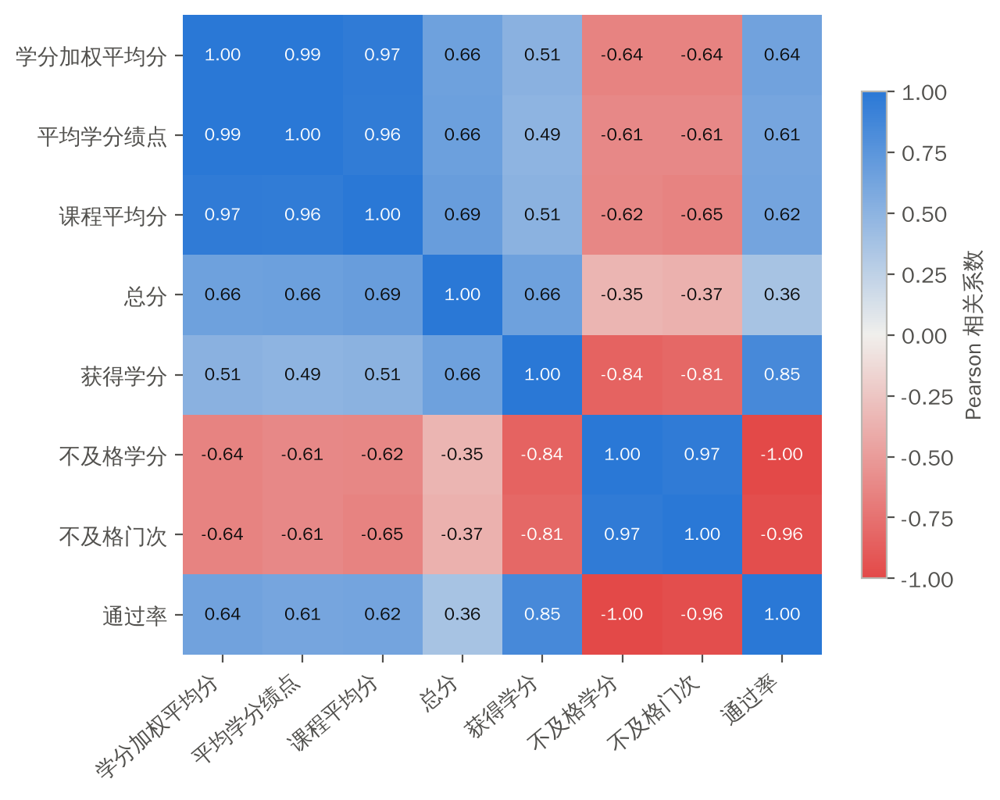 学分加权平均分 1.00 0.99 0.97 0.66 0.51 -0.64 -0.64 0.64
平均学分绩点 0.99 1.00 0.96 0.66 0.49 -0.61 -0.61 0.61
课程平均分 0.97 0.96 1.00 0.69 0.51 -0.62 -0.65 0.62
总分 0.66 0.66 0.69 1.00 0.66 -0.35 -0.37 0.36
获得学分 0.51 0.49 0.51 0.66 1.00 -0.84 -0.81 0.85
不及格学分 -0.64 -0.61 -0.62 -0.35 -0.84 1.00 0.97 -1.00
不及格门次 -0.64 -0.61 -0.65 -0.37 -0.81 0.97 1.00 -0.96
通过率 0.64 0.61 0.62 0.36 0.85 -1.00 -0.96 1.00
学分加权平均分 平均学分绩点 课程平均分 总分 获得学分 不及格学分 不及格门次 通过率
1.00
0.75
0.50
0.25
0.00
-0.25
-0.50
-0.75
-1.00
Pearson 相关系数